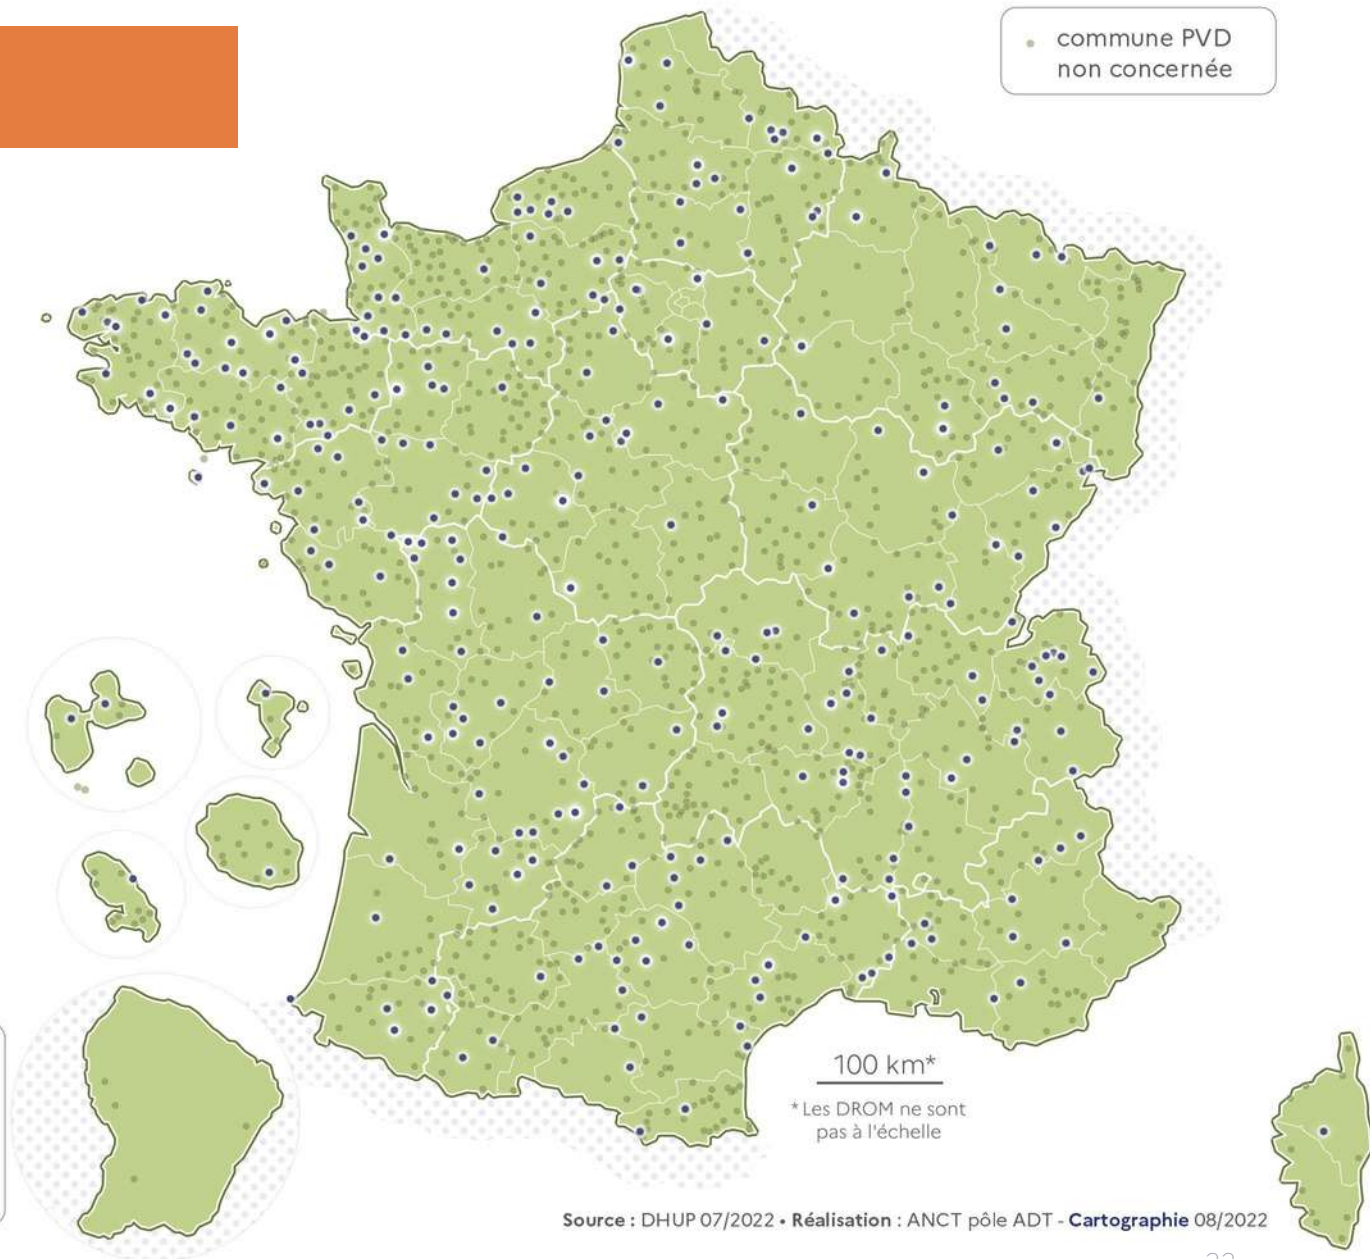 commune PVD
non concernée
100 km*
* Les DROM ne sont
pas à l'échelle
Source : DHUP 07/2022 • Réalisation : ANCT pôle ADT - Cartographie 08/2022